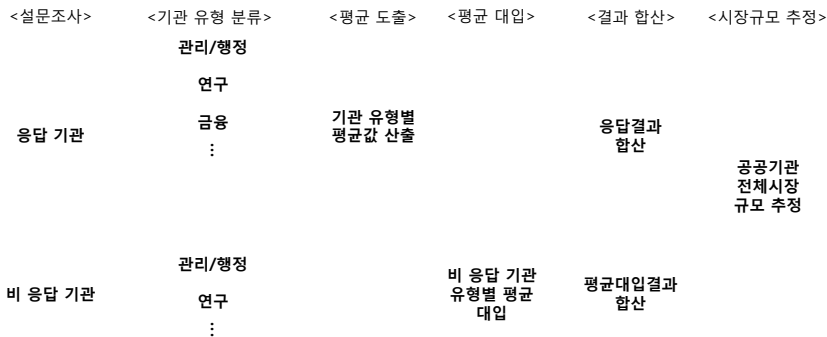 <설문조사> <기관 유형 분류> <평균 도출> <평균 대입> <결과 합산> <시장규모 추정>
관리/행정
연구
금융
⋮
응답 기관
기관 유형별
평균값 산출
응답결과
합산
공공기관
전체시장
규모 추정
비 응답 기관
관리/행정
연구
⋮
비 응답 기관
유형별 평균
대입
평균대입결과
합산